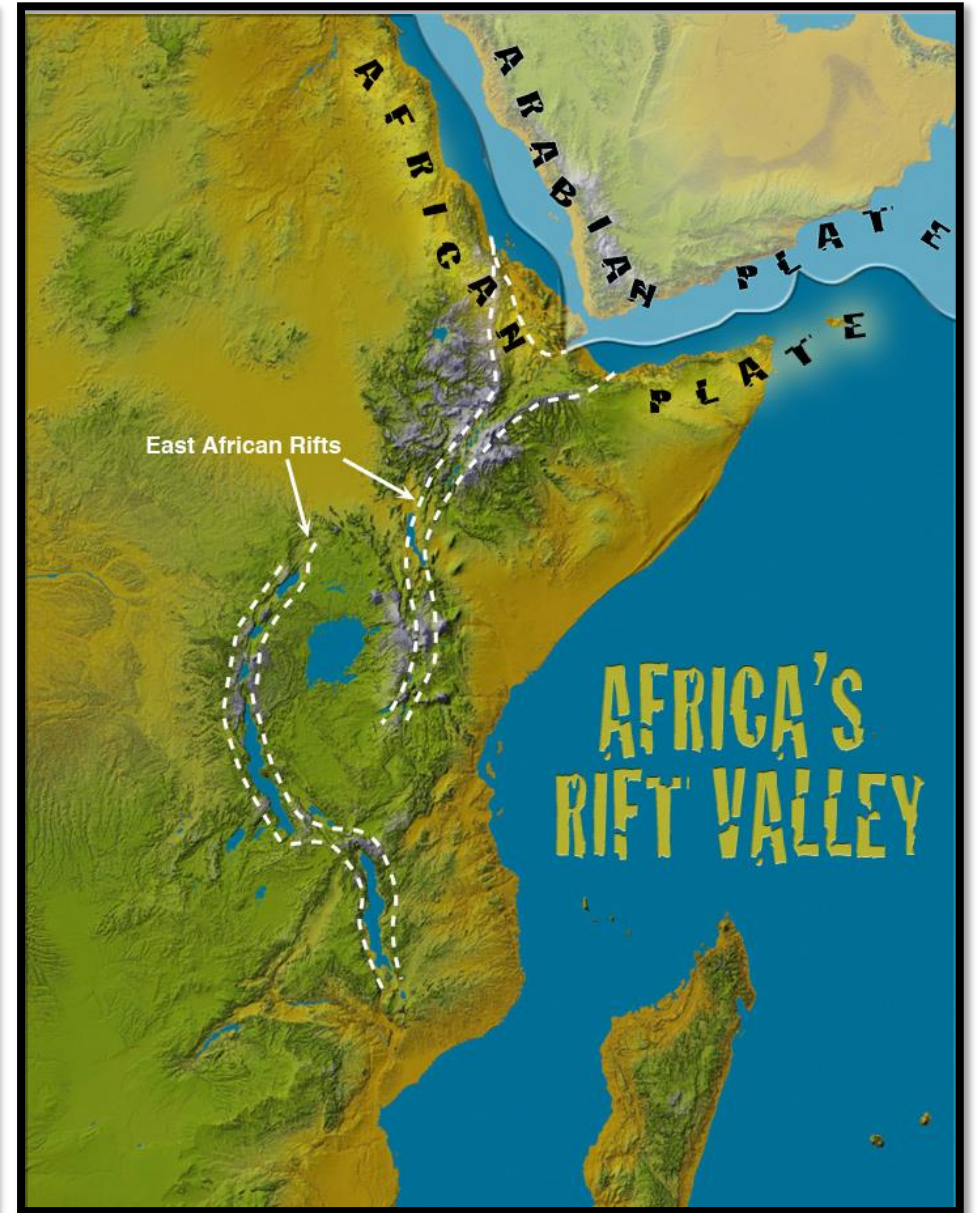 AFRICAN
PLATE
ARABIAN PLATE
East African Rifts
AFRICA'S
RIFT VALLEY